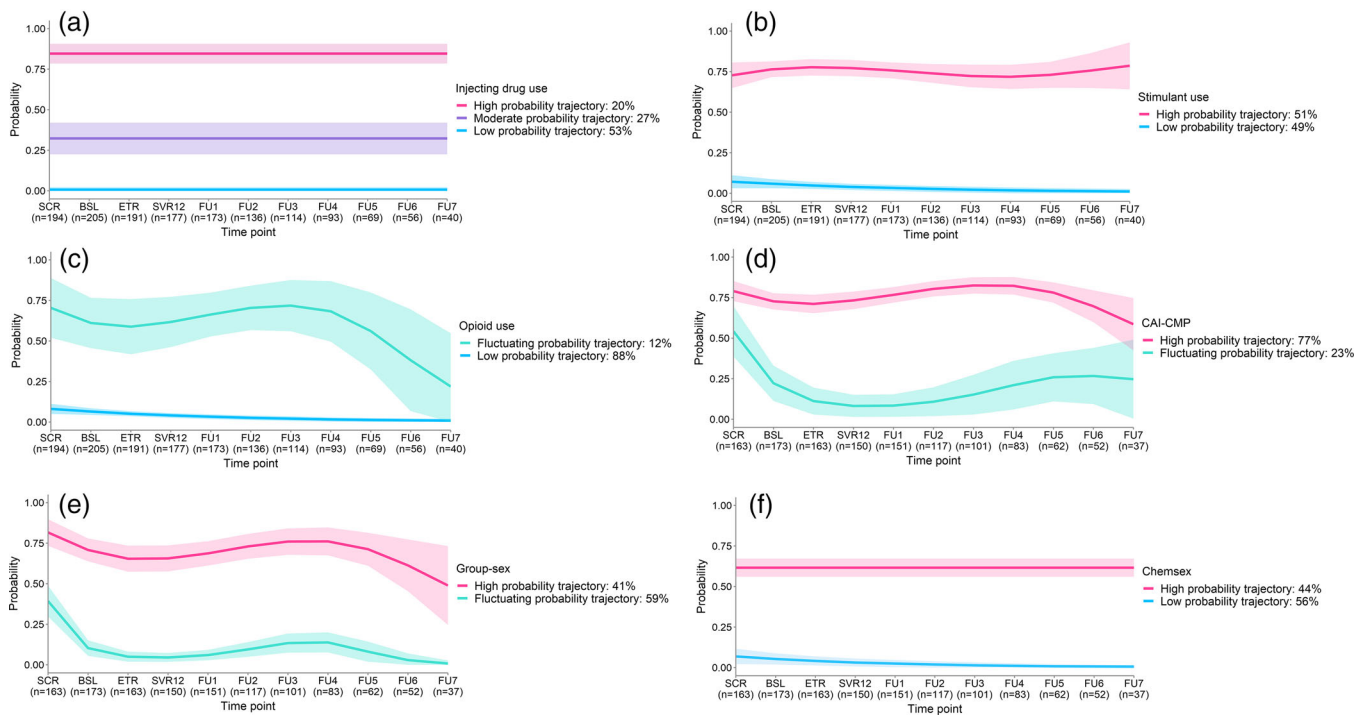 (a)
1.00
0.75
0.50
0.25
0.00
Probability
Injecting drug use
High probability trajectory: 20%
Moderate probability trajectory: 27%
Low probability trajectory: 53%
SCR BSL ETR SVR12 FU1 FU2 FU3 FU4 FU5 FU6 FU7
(n=194) (n=205) (n=191) (n=177) (n=173) (n=136) (n=114) (n=93) (n=69) (n=56) (n=40)
Time point
(b)
1.00
0.75
0.50
0.25
0.00
Probability
Stimulant use
High probability trajectory: 51%
Low probability trajectory: 49%
SCR BSL ETR SVR12 FU1 FU2 FU3 FU4 FU5 FU6 FU7
(n=194) (n=205) (n=191) (n=177) (n=173) (n=136) (n=114) (n=93) (n=69) (n=56) (n=40)
Time point
(c)
1.00
0.75
0.50
0.25
0.00
Probability
Opioid use
Fluctuating probability trajectory: 12%
Low probability trajectory: 88%
SCR BSL ETR SVR12 FU1 FU2 FU3 FU4 FU5 FU6 FU7
(n=194) (n=205) (n=191) (n=177) (n=173) (n=136) (n=114) (n=93) (n=69) (n=56) (n=40)
Time point
(d)
1.00
0.75
0.50
0.25
0.00
Probability
CAI-CMP
High probability trajectory: 77%
Fluctuating probability trajectory: 23%
SCR BSL ETR SVR12 FU1 FU2 FU3 FU4 FU5 FU6 FU7
(n=163) (n=173) (n=163) (n=150) (n=151) (n=117) (n=101) (n=83) (n=62) (n=52) (n=37)
Time point
(e)
1.00
0.75
0.50
0.25
0.00
Probability
Group-sex
High probability trajectory: 41%
Fluctuating probability trajectory: 59%
SCR BSL ETR SVR12 FU1 FU2 FU3 FU4 FU5 FU6 FU7
(n=163) (n=173) (n=163) (n=150) (n=151) (n=117) (n=101) (n=83) (n=62) (n=52) (n=37)
Time point
(f)
1.00
0.75
0.50
0.25
0.00
Probability
Chemsex
High probability trajectory: 44%
Low probability trajectory: 56%
SCR BSL ETR SVR12 FU1 FU2 FU3 FU4 FU5 FU6 FU7
(n=163) (n=173) (n=163) (n=150) (n=151) (n=117) (n=101) (n=83) (n=62) (n=52) (n=37)
Time point